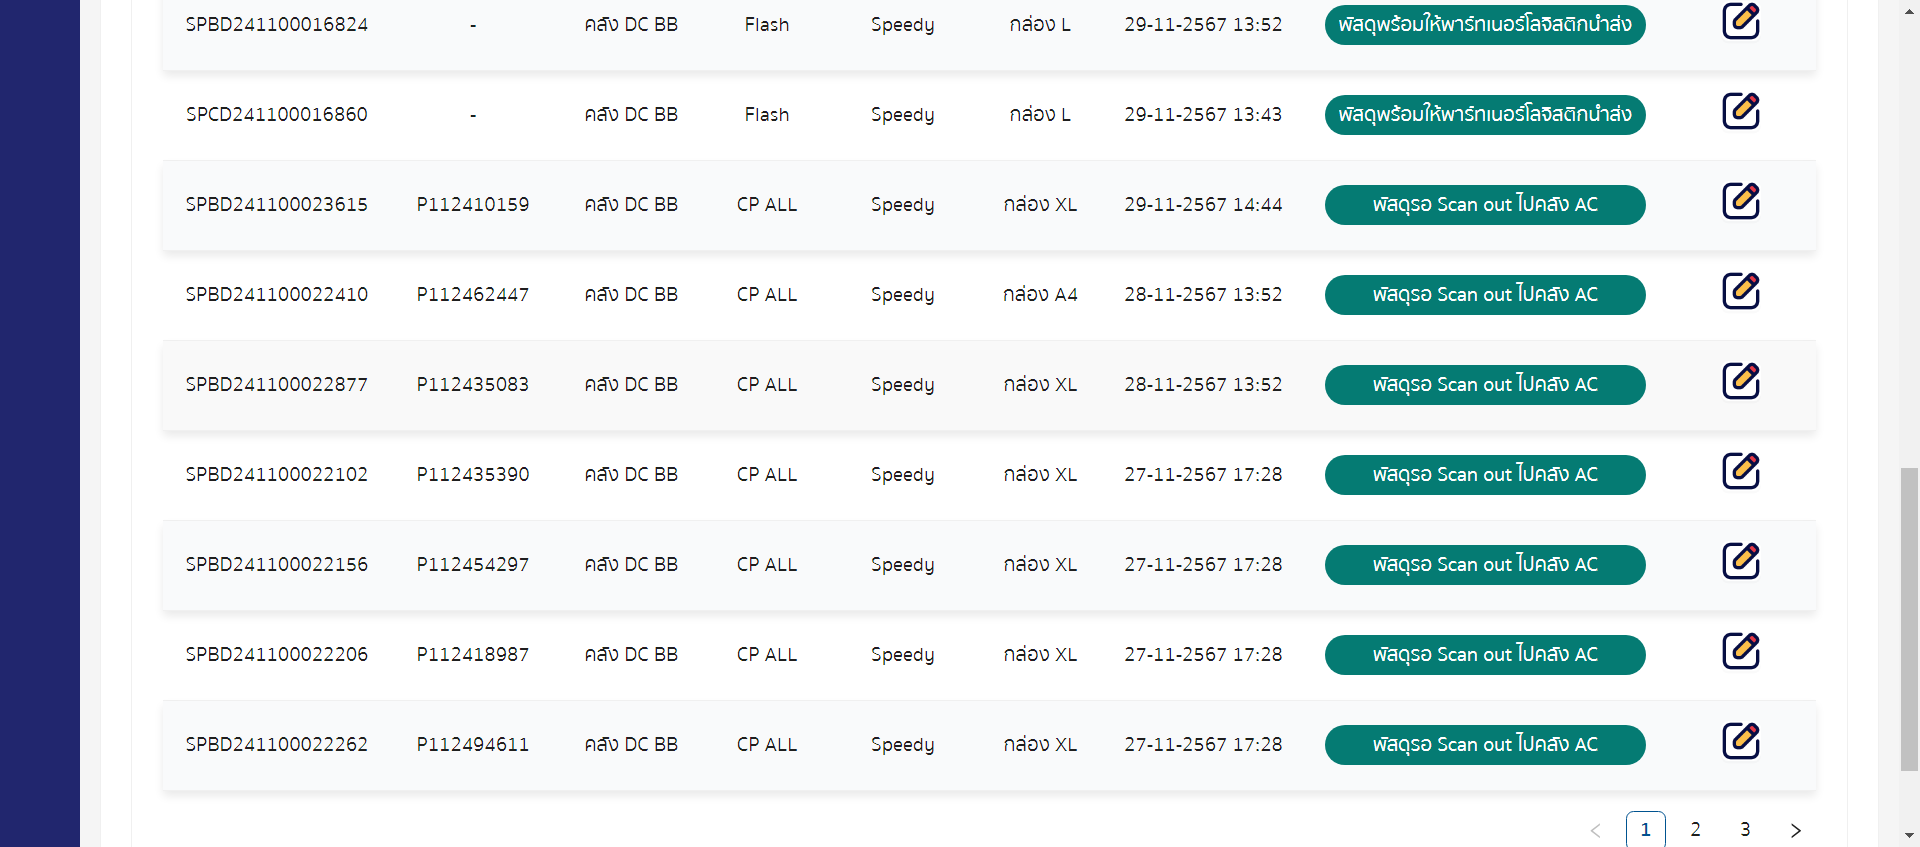 SPBD241100016824 - คลัง DC BB Flash Speedy กล่อง L 29-11-2567 13:52 พัสดุพร้อมให้พาร์ทเนอร์โลจิสติกนำส่ง
SPCD241100016860 - คลัง DC BB Flash Speedy กล่อง L 29-11-2567 13:43 พัสดุพร้อมให้พาร์ทเนอร์โลจิสติกนำส่ง
SPBD241100023615 P112410159 คลัง DC BB CP ALL Speedy กล่อง XL 29-11-2567 14:44 พัสดุรอ Scan out ไปคลัง AC
SPBD241100022410 P112462447 คลัง DC BB CP ALL Speedy กล่อง A4 28-11-2567 13:52 พัสดุรอ Scan out ไปคลัง AC
SPBD241100022877 P112435083 คลัง DC BB CP ALL Speedy กล่อง XL 28-11-2567 13:52 พัสดุรอ Scan out ไปคลัง AC
SPBD241100022102 P112435390 คลัง DC BB CP ALL Speedy กล่อง XL 27-11-2567 17:28 พัสดุรอ Scan out ไปคลัง AC
SPBD241100022156 P112454297 คลัง DC BB CP ALL Speedy กล่อง XL 27-11-2567 17:28 พัสดุรอ Scan out ไปคลัง AC
SPBD241100022206 P112418987 คลัง DC BB CP ALL Speedy กล่อง XL 27-11-2567 17:28 พัสดุรอ Scan out ไปคลัง AC
SPBD241100022262 P112494611 คลัง DC BB CP ALL Speedy กล่อง XL 27-11-2567 17:28 พัสดุรอ Scan out ไปคลัง AC
< 1 2 3 >